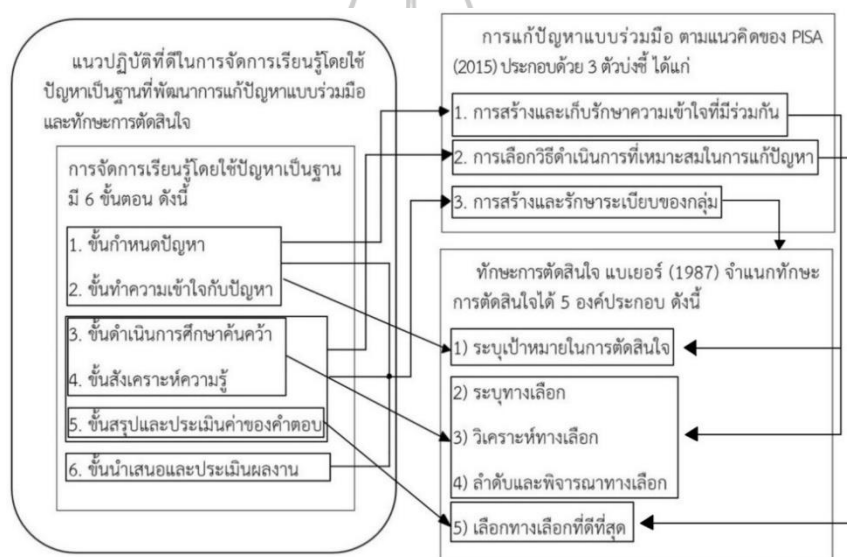 แนวปฏิบัติที่ดีในการจัดการเรียนรู้โดยใช้
ปัญหาเป็นฐานที่พัฒนาการแก้ปัญหาแบบร่วมมือ
และทักษะการตัดสินใจ
การจัดการเรียนรู้โดยใช้ปัญหาเป็นฐาน
มี 6 ขั้นตอน ดังนี้
1. ขั้นกำหนดปัญหา
2. ขั้นทำความเข้าใจกับปัญหา
3. ขั้นดำเนินการศึกษาค้นคว้า
4. ขั้นสังเคราะห์ความรู้
5. ขั้นสรุปและประเมินค่าของคำตอบ
6. ขั้นนำเสนอและประเมินผลงาน
การแก้ปัญหาแบบร่วมมือ ตามแนวคิดของ PISA
(2015) ประกอบด้วย 3 ตัวบ่งชี้ ได้แก่
1. การสร้างและเก็บรักษาความเข้าใจที่มีร่วมกัน
2. การเลือกวิธีดำเนินการที่เหมาะสมในการแก้ปัญหา
3. การสร้างและรักษาระเบียบของกลุ่ม
ทักษะการตัดสินใจ แบเยอร์ (1987) จำแนกทักษะ
การตัดสินใจได้ 5 องค์ประกอบ ดังนี้
1) ระบุเป้าหมายในการตัดสินใจ
2) ระบุทางเลือก
3) วิเคราะห์ทางเลือก
4) ลำดับและพิจารณาทางเลือก
5) เลือกทางเลือกที่ดีที่สุด